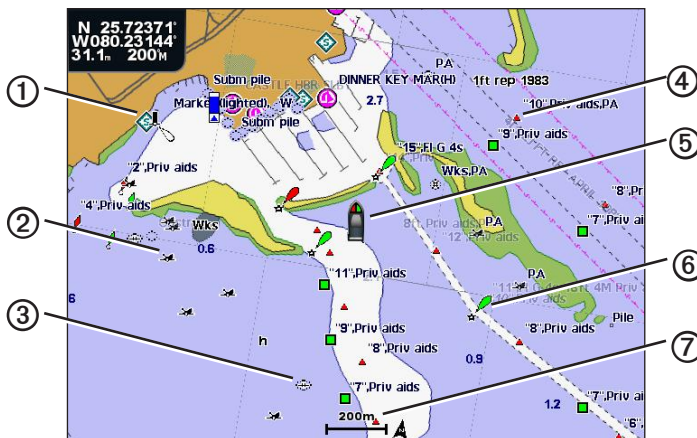 N 25.72371°
W080.23144°
31.1m 200°M
Subm pile
DINNER KEY MAR(H)
PA
1ft rep 1983
①
Marker(lighted)
W
2.7
"10",Priv aids,PA
④
Subm pile
"15",Fl G 4s
"9",Priv aids
⑤
"2",Priv aids
Wks,PA
"4",Priv aids
"8",Pr
②
Wks
PA
"7",Priv ai
0.6
PA
⑥
6
"11",Priv aids
Pile
③
"9",Priv aids
"8",Priv aids
h
"8",Priv aids
⑦
0.9
"7",Priv aids
"7",Priv ai
1.2
200m
"6",